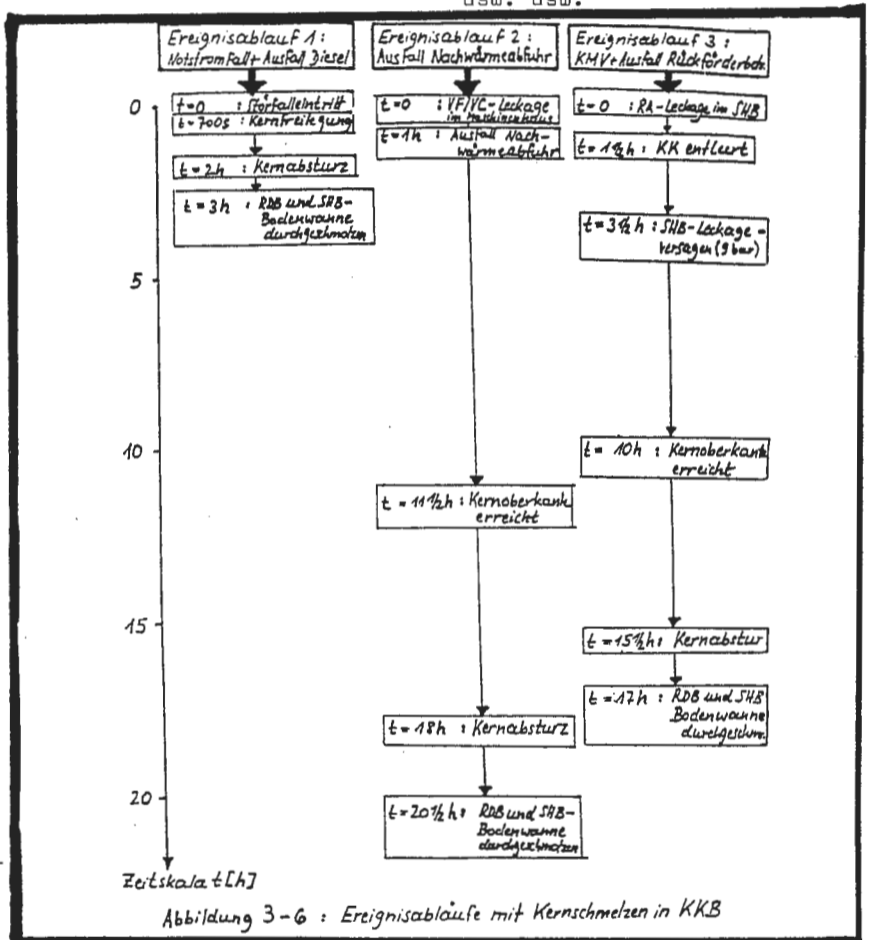 usw. usw.
Ereignisablauf 1:
Notstromfall + Ausfall Diesel
Ereignisablauf 2:
Ausfall Nachwärmeabfuhr
Ereignisablauf 3:
KMV + Ausfall Rückförderbetr.
0
t=0 : Störfalleintritt
t=700s : Kernfreilegung
t=2h : Kernabsturz
t=3h : RDB und SHB-
Bodenwanne
durchgeschmolzen
t=0 : VF/VC-Leckage
im Maschinenhaus
t=1h : Ausfall Nach-
wärmeabfuhr
t=0 : RA-Leckage im SHB
t=1½h : KK entleert
t=3½h : SHB-Leckage-
versagen (9 bar)
5
10
t= 10h : Kernoberkante
erreicht
t=11½h : Kernoberkante
erreicht
15
t=15½h: Kernabstur
t=17h : RDB und SHB
Bodenwanne
durchgeschm.
t=18h : Kernabsturz
20
t=20½h: RDB und SHB-
Bodenwanne
durchgeschmolzen
Zeitskala t[h]
Abbildung 3-6 : Ereignisabläufe mit Kernschmelzen in KKB